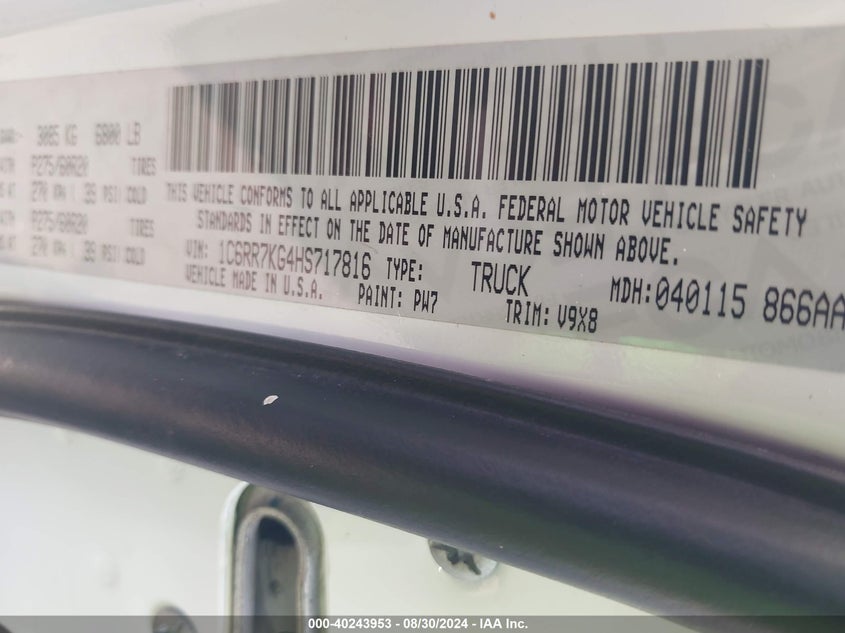 3085 KG 6800 LB
P275/60R20 TIRES
270 KPA ( 39 PSI) COLD
P275/60R20 TIRES
270 KPA ( 39 PSI) COLD
THIS VEHICLE CONFORMS TO ALL APPLICABLE U.S.A. FEDERAL MOTOR VEHICLE SAFETY
STANDARDS IN EFFECT ON THE DATE OF MANUFACTURE SHOWN ABOVE.
VIN: 1C6RR7KG4HS717816 TYPE: TRUCK MDH:040115 866AA
VEHICLE MADE IN U.S.A. PAINT: PW7 TRIM: V9X8
000-40243953 - 08/30/2024 - IAA Inc.